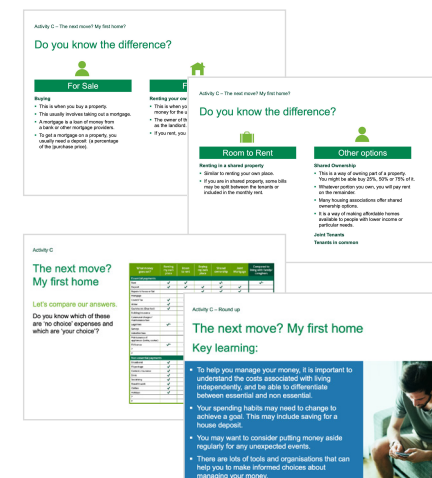 Activity C – The next move? My first home?
Do you know the difference?
For Sale
F
Buying
• This is when you buy a property.
• This usually involves taking out a mortgage.
• A mortgage is a loan of money from
a bank or other mortgage providers.
• To get a mortgage on a property, you
usually need a deposit: (a percentage
of the (purchase price).
Renting your ow
• This is when yo
money for the u
• The owner of th
as the landlord.
• If you rent, you
Activity C – The next move? My first home?
Do you know the difference?
Room to Rent
Other options
Renting in a shared property
• Similar to renting your own place.
• If you are in shared property, some bills
may be split between the tenants or
included in the monthly rent.
Shared Ownership
• This is a way of owning part of a property.
You might be able buy 25%, 50% or 75% of it.
• Whatever portion you own, you will pay rent
on the remainder.
• Many housing associations offer shared
ownership options.
• It is a way of making affordable homes
available to people with lower income or
particular needs.
Joint Tenants
Tenants in common
Activity C
The next move?
My first home
Let's compare our answers.
Do you know which of these
are 'no choice' expenses and
which are 'your choice'?
Activity C – Round up
The next move? My first home
Key learning:
• To help you manage your money, it is important to
understand the costs associated with living
independently, and be able to differentiate
between essential and non essential.
• Your spending habits may need to change to
achieve a goal. This may include saving for a
house deposit.
• You may want to consider putting money aside
regularly for any unexpected events.
• There are lots of tools and organisations that can
help you to make informed choices about
managing your money.